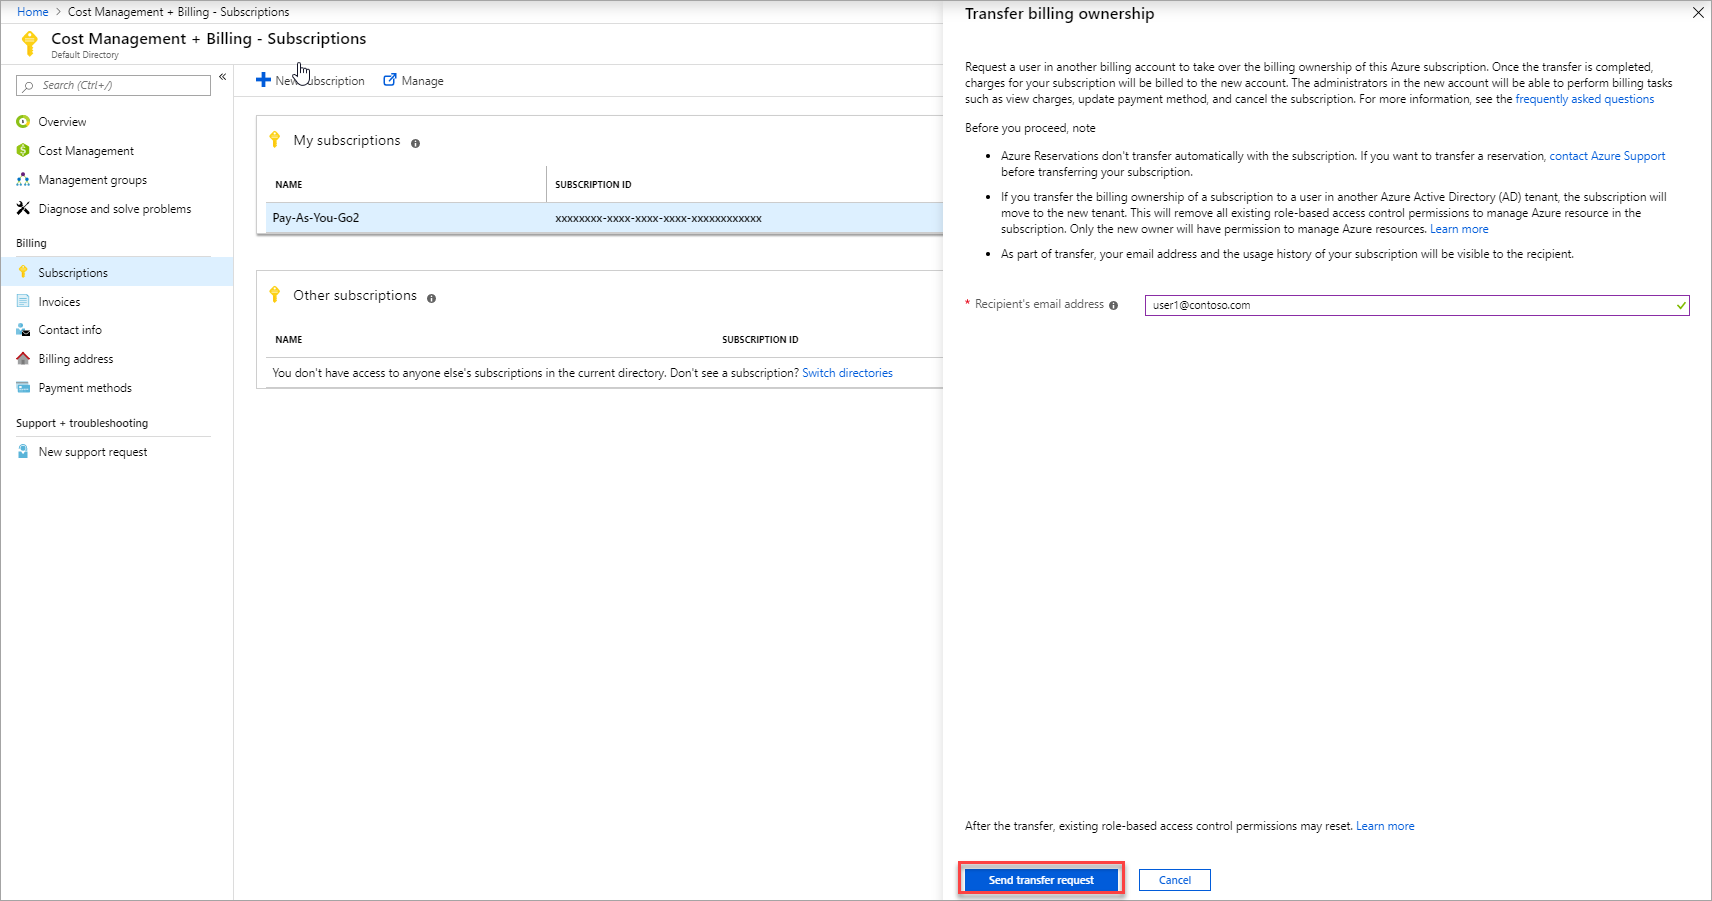 Home > Cost Management + Billing - Subscriptions
Cost Management + Billing - Subscriptions
Default Directory
Search (Ctrl+/)
«
Overview
Cost Management
Management groups
Diagnose and solve problems
Billing
Subscriptions
Invoices
Contact info
Billing address
Payment methods
Support + troubleshooting
New support request
New subscription Manage
My subscriptions
NAME SUBSCRIPTION ID
Pay-As-You-Go2 xxxxxxxx-xxxx-xxxx-xxxx-xxxxxxxxxxxx
Other subscriptions
NAME SUBSCRIPTION ID
You don't have access to anyone else's subscriptions in the current directory. Don't see a subscription? Switch directories
Transfer billing ownership
Request a user in another billing account to take over the billing ownership of this Azure subscription. Once the transfer is completed,
charges for your subscription will be billed to the new account. The administrators in the new account will be able to perform billing tasks
such as view charges, update payment method, and cancel the subscription. For more information, see the frequently asked questions
Before you proceed, note
• Azure Reservations don't transfer automatically with the subscription. If you want to transfer a reservation, contact Azure Support
before transferring your subscription.
• If you transfer the billing ownership of a subscription to a user in another Azure Active Directory (AD) tenant, the subscription will
move to the new tenant. This will remove all existing role-based access control permissions to manage Azure resource in the
subscription. Only the new owner will have permission to manage Azure resources. Learn more
• As part of transfer, your email address and the usage history of your subscription will be visible to the recipient.
* Recipient's email address user1@contoso.com
After the transfer, existing role-based access control permissions may reset. Learn more
Send transfer request Cancel